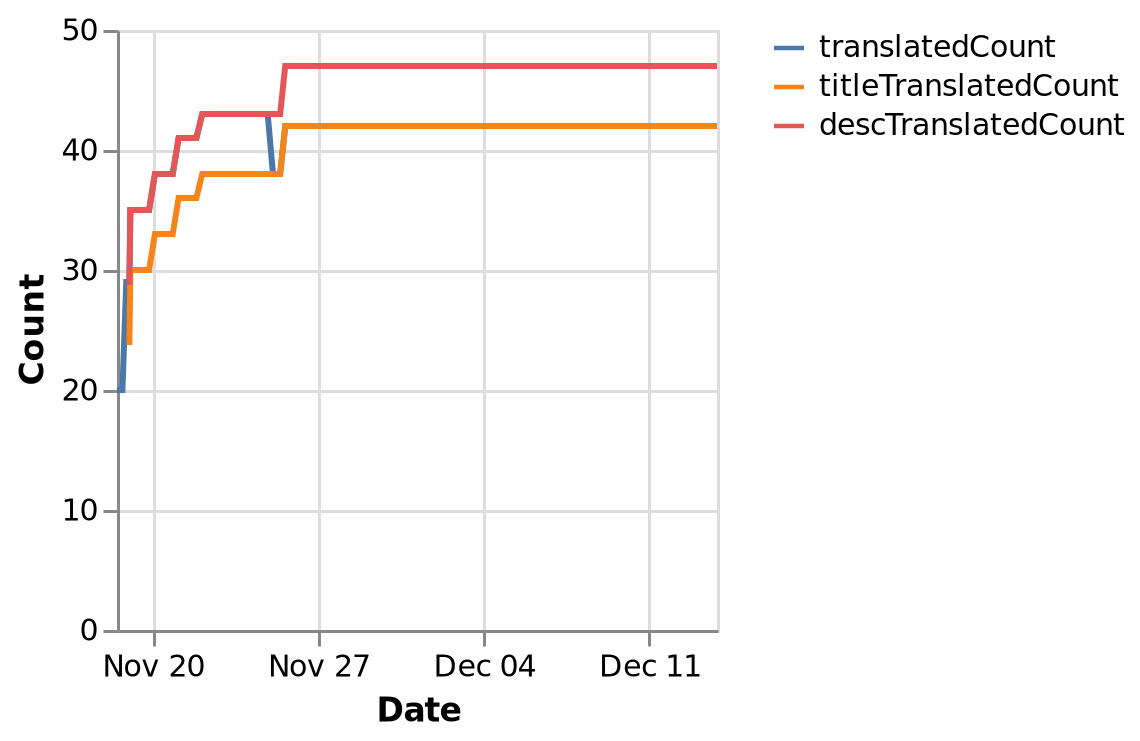 50
40
30
20
10
0
Count
Nov 20
Nov 27
Dec 04
Dec 11
Date
translatedCount
titleTranslatedCount
descTranslatedCount